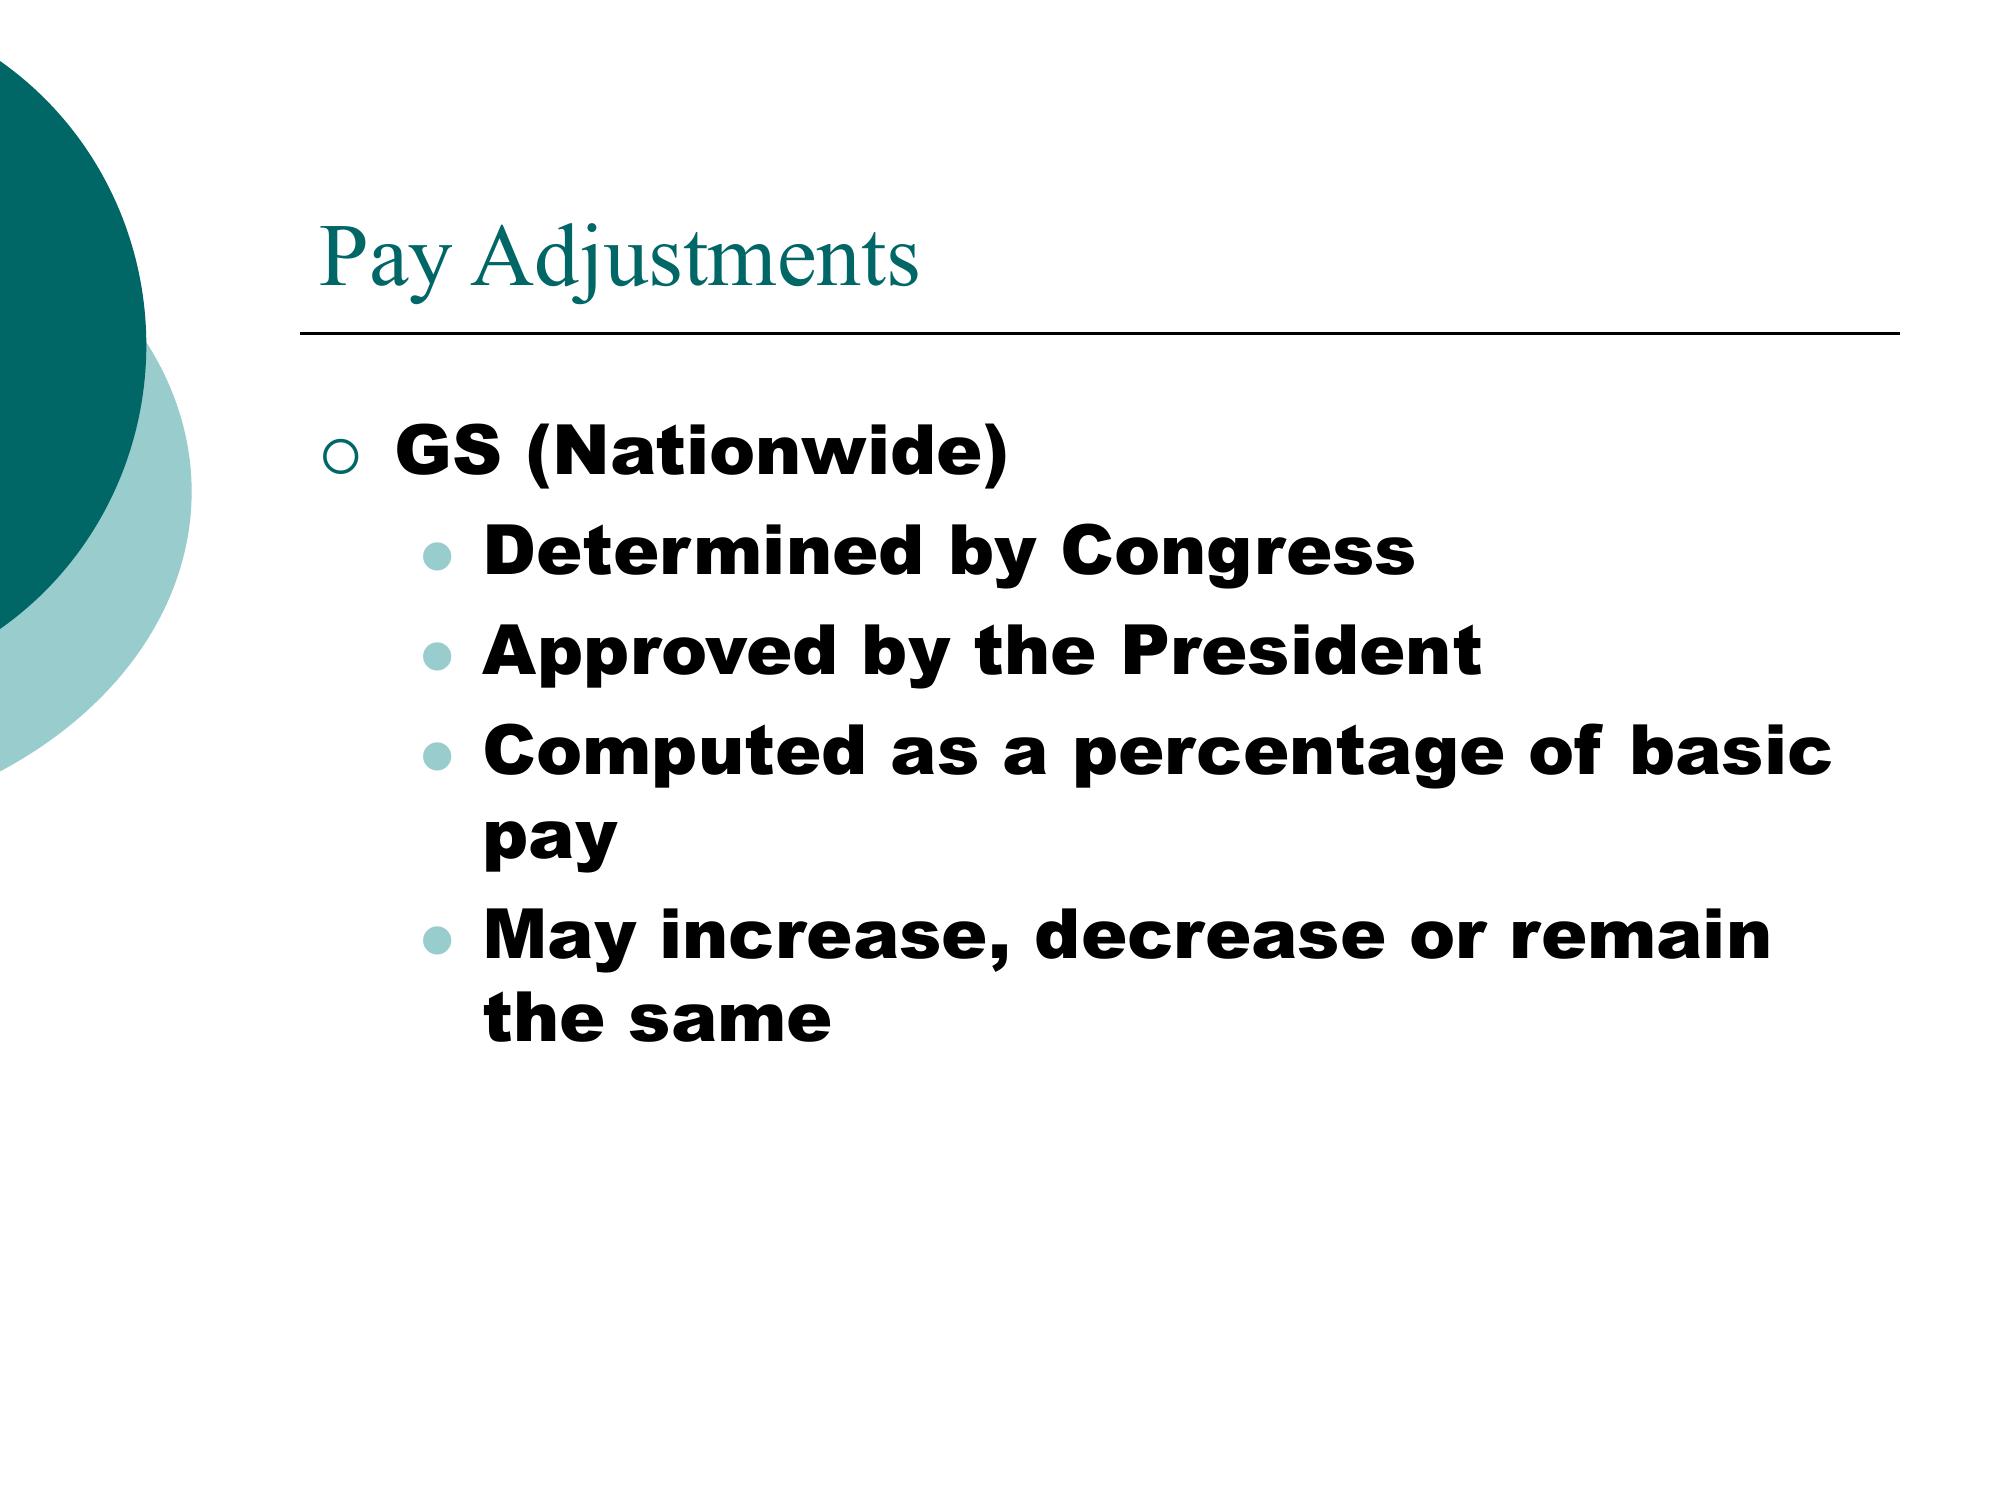 Pay Adjustments
GS (Nationwide)
Determined by Congress
Approved by the President
Computed as a percentage of basic
pay
May increase, decrease or remain
the same